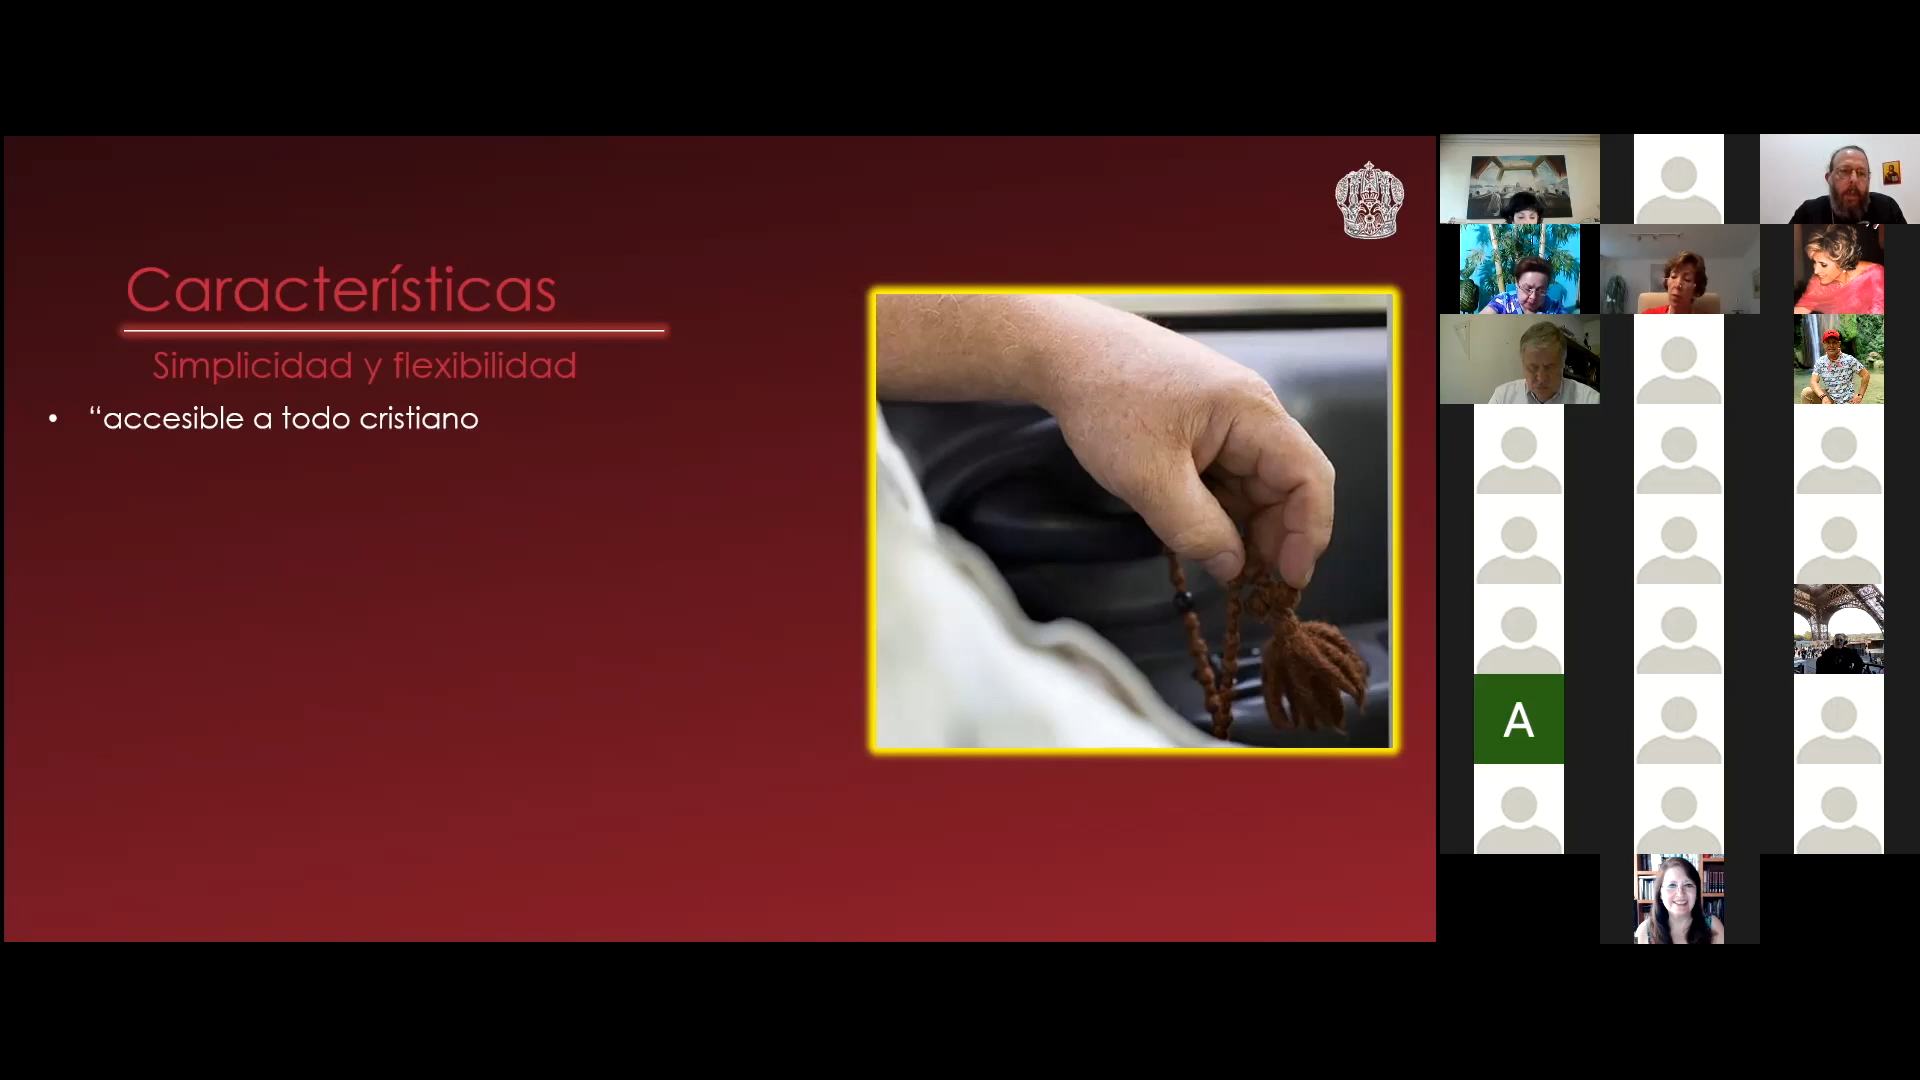 Características
Simplicidad y flexibilidad
• “accesible a todo cristiano
A